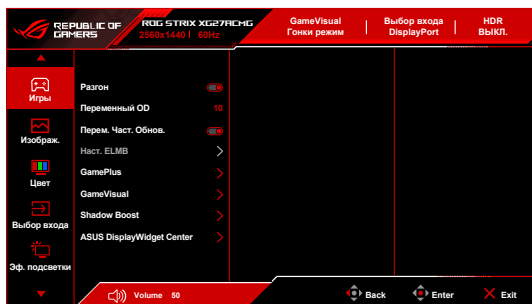 REPUBLIC OF
GAMERS
ROG STRIX XG27ACMG
2560x1440 | 60Hz
GameVisual
Гонки режим
Выбор входа
DisplayPort
HDR
ВЫКЛ.
Игры
Изображ.
Цвет
Выбор входа
Эф. подсветки
Разгон
Переменный OD 10
Перем. Част. Обнов.
Наст. ELMB
GamePlus
GameVisual
Shadow Boost
ASUS DisplayWidget Center
Volume 50
Back
Enter
Exit